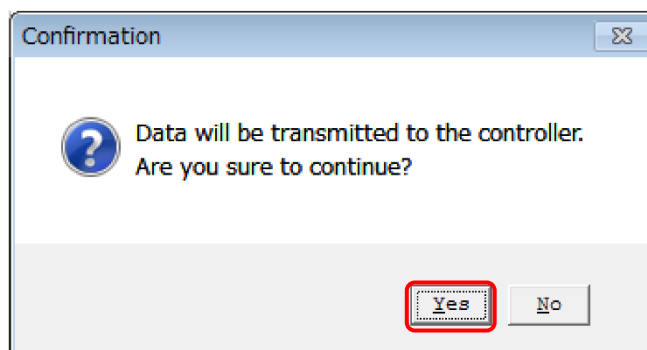 Confirmation
Data will be transmitted to the controller.
Are you sure to continue?
Yes No